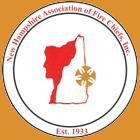 New Hampshire Association of Fire Chiefs, Inc.
Est. 1933